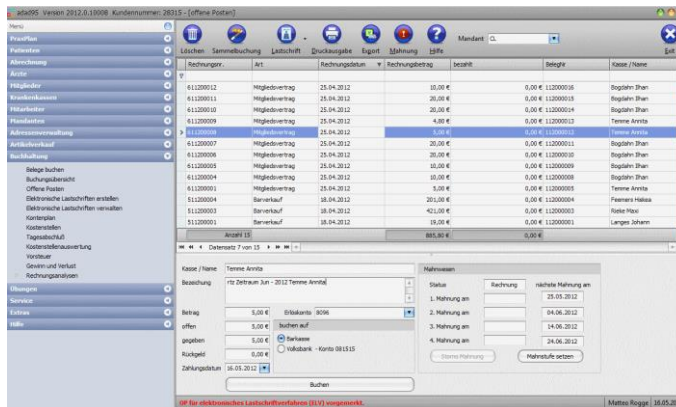 adad95 Version 2012.0.19008 Kundennummer: 28315 - [offene Posten]
Menü
PraxPlan
Patienten
Abrechnung
Ärzte
Mitglieder
Krankenkassen
Mitarbeiter
Mandanten
Adressenverwaltung
Artikelverkauf
Buchhaltung
Belege buchen
Buchungsübersicht
Offene Posten
Elektronische Lastschriften erstellen
Elektronische Lastschriften verwalten
Kontenplan
Kostenstellen
Tagesabschluß
Kostenstellenauswertung
Vorsteuer
Gewinn und Verlust
Rechnungsanalysen
Übungen
Service
Extras
Hilfe
Löschen Sammelbuchung Lastschrift Druckausgabe Export Mahnung Hilfe Mandant CL Exit
Rechnungsnr. Art Rechnungsdatum Rechnungsbetrag bezahlt Belegnr Kasse / Name
611200012 Mitgliedsvertrag 25.04.2012 10,00 € 0,00 € 112000016 Bogdahn Ilhan
611200011 Mitgliedsvertrag 25.04.2012 20,00 € 0,00 € 112000015 Bogdahn Ilhan
611200010 Mitgliedsvertrag 25.04.2012 20,00 € 0,00 € 112000014 Bogdahn Ilhan
611200009 Mitgliedsvertrag 25.04.2012 4,80 € 0,00 € 112000013 Temme Annita
611200008 Mitgliedsvertrag 25.04.2012 5,00 € 0,00 € 112000012 Temme Annita
611200007 Mitgliedsvertrag 25.04.2012 20,00 € 0,00 € 112000011 Bogdahn Ilhan
611200006 Mitgliedsvertrag 25.04.2012 20,00 € 0,00 € 112000010 Bogdahn Ilhan
611200005 Mitgliedsvertrag 25.04.2012 10,00 € 0,00 € 112000009 Bogdahn Ilhan
611200004 Mitgliedsvertrag 25.04.2012 10,00 € 0,00 € 112000008 Bogdahn Ilhan
611200001 Mitgliedsvertrag 25.04.2012 5,00 € 0,00 € 112000005 Temme Annita
511200004 Barverkauf 18.04.2012 201,00 € 0,00 € 112000004
511200003 Barverkauf 18.04.2012 421,00 € 0,00 € 112000003 Rieke Maxi
511200001 Barverkauf 18.04.2012 19,00 € 0,00 € 112000001 Langes Johann
Anzahl 15 885,80 € 0,00 €
Datensatz 7 von 15
Kasse / Name Temme Annita
Bezeichung rtz Zeitraum Jun - 2012 Temme Annita
Betrag 5,00 € Erlöskonto 8096
offen 5,00 € buchen auf
gegeben 5,00 € Barkasse
Rückgeld 0,00 € Volksbank - Konto 081515
Zahlungsdatum 16.05.2012
Buchen
Mahnwesen
Status Rechnung nächste Mahnung am
1. Mahnung am 25.05.2012
2. Mahnung am 04.06.2012
3. Mahnung am 14.06.2012
4. Mahnung am 24.06.2012
Storno Mahnung Mahnstufe setzen
OP für elektronisches Lastschriftverfahren (ELV) vorgemerkt.
Matteo Rogge 16.05.20